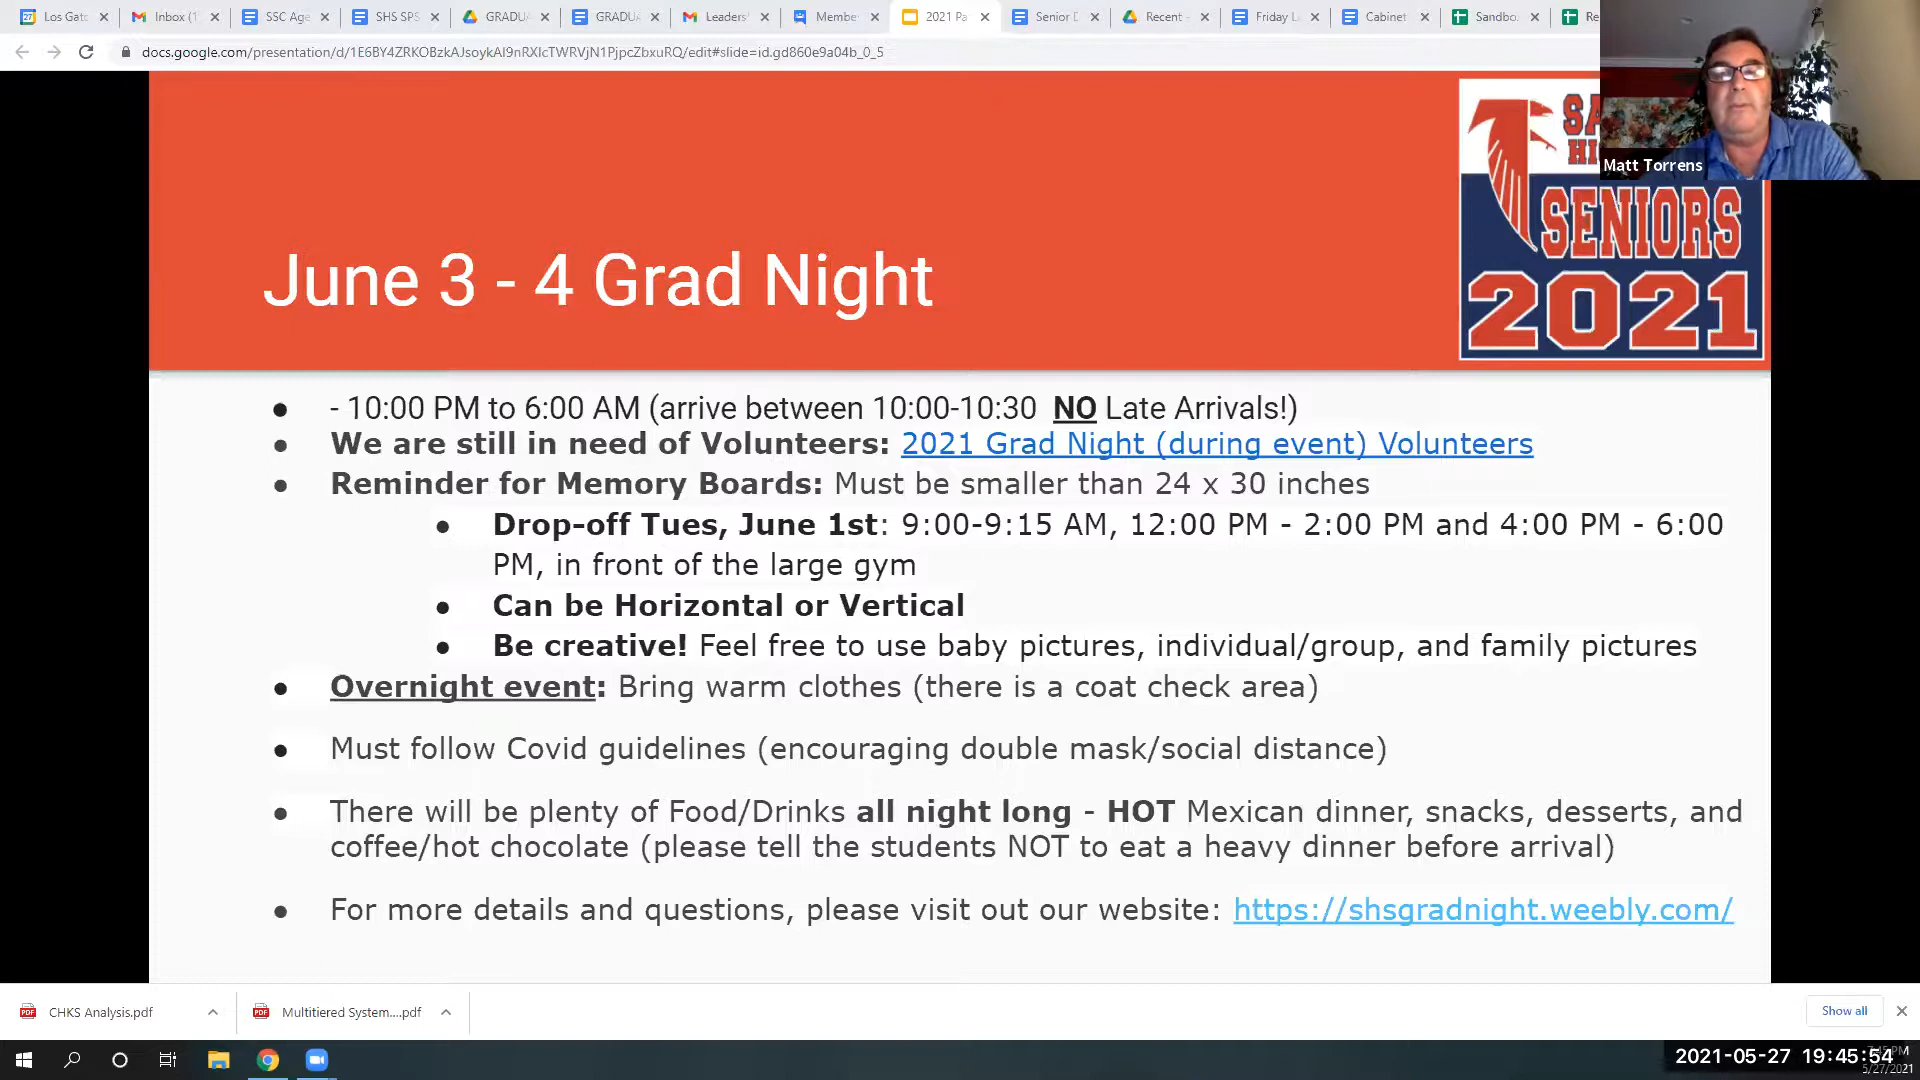 Los Gat
Inbox (1
SSC Age
SHS SPS
GRADUA
GRADUA
Leaders
Membe
2021 Pa
Senior D
Recent -
Friday L
Cabinet
Sandbo
Re
docs.google.com/presentation/d/1E6BY4ZRKOBzkAJsoykAI9nRXIcTWRVjN1PjpcZbxuRQ/edit#slide=id.gd860e9a04b_0_5
Matt Torrens
SENIORS
2021
June 3 - 4 Grad Night
● - 10:00 PM to 6:00 AM (arrive between 10:00-10:30 NO Late Arrivals!)
● We are still in need of Volunteers: 2021 Grad Night (during event) Volunteers
● Reminder for Memory Boards: Must be smaller than 24 x 30 inches
● Drop-off Tues, June 1st: 9:00-9:15 AM, 12:00 PM - 2:00 PM and 4:00 PM - 6:00
PM, in front of the large gym
● Can be Horizontal or Vertical
● Be creative! Feel free to use baby pictures, individual/group, and family pictures
● Overnight event: Bring warm clothes (there is a coat check area)
● Must follow Covid guidelines (encouraging double mask/social distance)
● There will be plenty of Food/Drinks all night long - HOT Mexican dinner, snacks, desserts, and
coffee/hot chocolate (please tell the students NOT to eat a heavy dinner before arrival)
● For more details and questions, please visit out our website: https://shsgradnight.weebly.com/
CHKS Analysis.pdf
Multitiered System....pdf
Show all
2021-05-27 19:45:54
5/27/2021